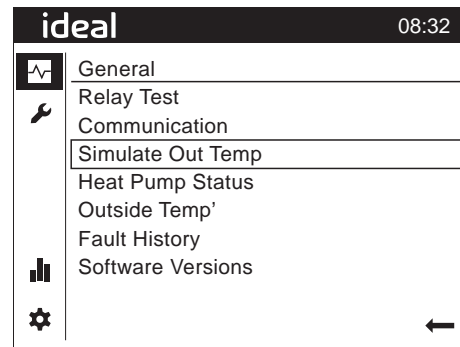 ideal 08:32
General
Relay Test
Communication
Simulate Out Temp
Heat Pump Status
Outside Temp'
Fault History
Software Versions